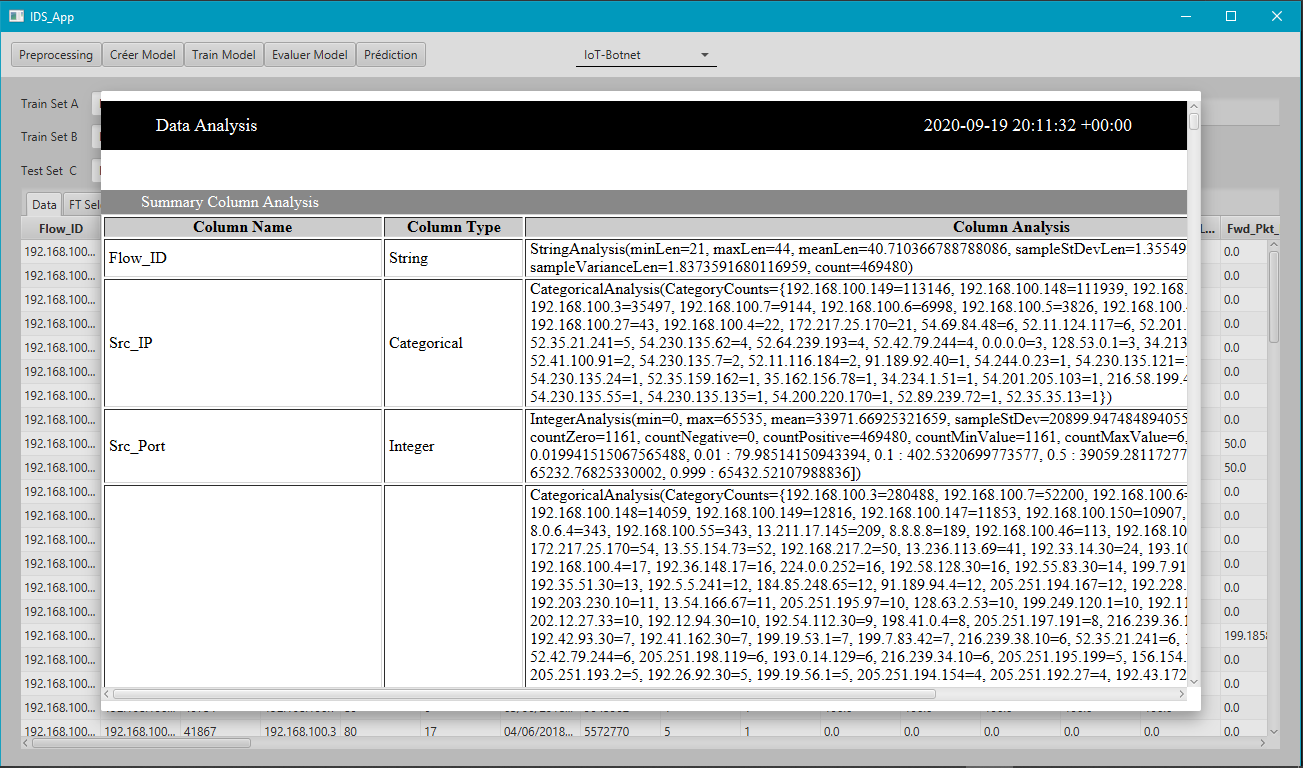 IDS_App
Preprocessing Créer Model Train Model Evaluer Model Prédiction IoT-Botnet
Train Set A
Train Set B
Test Set C
Data Analysis 2020-09-19 20:11:32 +00:00
Summary Column Analysis
Data FT Sel
Column Name Column Type Column Analysis
Flow_ID Fwd_Pkt_
Flow_ID String
StringAnalysis(minLen=21, maxLen=44, meanLen=40.710366788788086, sampleStDevLen=1.35549
sampleVarianceLen=1.8373591680116959, count=469480)
Src_IP Categorical
CategoricalAnalysis(CategoryCounts={192.168.100.149=113146, 192.168.100.148=111939, 192.168.
192.168.100.3=35497, 192.168.100.7=9144, 192.168.100.6=6998, 192.168.100.5=3826, 192.168.100.
192.168.100.27=43, 192.168.100.4=22, 172.217.25.170=21, 54.69.84.48=6, 52.11.124.117=6, 52.201.
52.35.21.241=5, 54.230.135.62=4, 52.64.239.193=4, 52.42.79.244=4, 0.0.0.0=3, 128.53.0.1=3, 34.213
52.41.100.91=2, 54.230.135.7=2, 52.11.116.184=2, 91.189.92.40=1, 54.244.0.23=1, 54.230.135.121=
54.230.135.24=1, 52.35.159.162=1, 35.162.156.78=1, 34.234.1.51=1, 54.201.205.103=1, 216.58.199.
54.230.135.55=1, 54.230.135.135=1, 54.200.220.170=1, 52.89.239.72=1, 52.35.35.13=1})
Src_Port Integer
IntegerAnalysis(min=0, max=65535, mean=33971.66925321659, sampleStDev=20899.947484894055
countZero=1161, countNegative=0, countPositive=469480, countMinValue=1161, countMaxValue=6,
0.019941515067565488, 0.01 : 79.98514150943394, 0.1 : 402.5320699773577, 0.5 : 39059.28117277
65232.76825330002, 0.999 : 65432.52107988836])
CategoricalAnalysis(CategoryCounts={192.168.100.3=280488, 192.168.100.7=52200, 192.168.100.6=
192.168.100.148=14059, 192.168.100.149=12816, 192.168.100.147=11853, 192.168.100.150=10907,
8.0.6.4=343, 192.168.100.55=343, 13.211.17.145=209, 8.8.8.8=189, 192.168.100.46=113, 192.168.10
172.217.25.170=54, 13.55.154.73=52, 192.168.217.2=50, 13.236.113.69=41, 192.33.14.30=24, 193.10
192.168.100.4=17, 192.36.148.17=16, 224.0.0.252=16, 192.58.128.30=16, 192.55.83.30=14, 199.7.91
192.35.51.30=13, 192.5.5.241=12, 184.85.248.65=12, 91.189.94.4=12, 205.251.194.167=12, 192.228.
192.203.230.10=11, 13.54.166.67=11, 205.251.195.97=10, 128.63.2.53=10, 199.249.120.1=10, 192.11
202.12.27.33=10, 192.12.94.30=10, 192.54.112.30=9, 198.41.0.4=8, 205.251.197.191=8, 216.239.36.1
192.42.93.30=7, 192.41.162.30=7, 199.19.53.1=7, 199.7.83.42=7, 216.239.38.10=6, 52.35.21.241=6,
52.42.79.244=6, 205.251.198.119=6, 193.0.14.129=6, 216.239.34.10=6, 205.251.195.199=5, 156.154.
205.251.193.2=5, 192.26.92.30=5, 199.19.56.1=5, 205.251.194.154=4, 205.251.192.27=4, 192.43.172
192.168.100... 0.0
192.168.100... 0.0
192.168.100... 0.0
192.168.100... 0.0
192.168.100... 0.0
192.168.100... 0.0
192.168.100... 0.0
192.168.100... 0.0
192.168.100... 50.0
192.168.100... 50.0
192.168.100... 0.0
192.168.100... 0.0
192.168.100... 0.0
192.168.100... 0.0
192.168.100... 0.0
192.168.100... 0.0
192.168.100... 199.1858
192.168.100... 0.0
192.168.100... 0.0
192.168.100... 0.0
192.168.100... 192.168.100... 41867 192.168.100.3 80 17 04/06/2018... 5572770 5 1 0.0 0.0 0.0 0.0 0.0 0.0